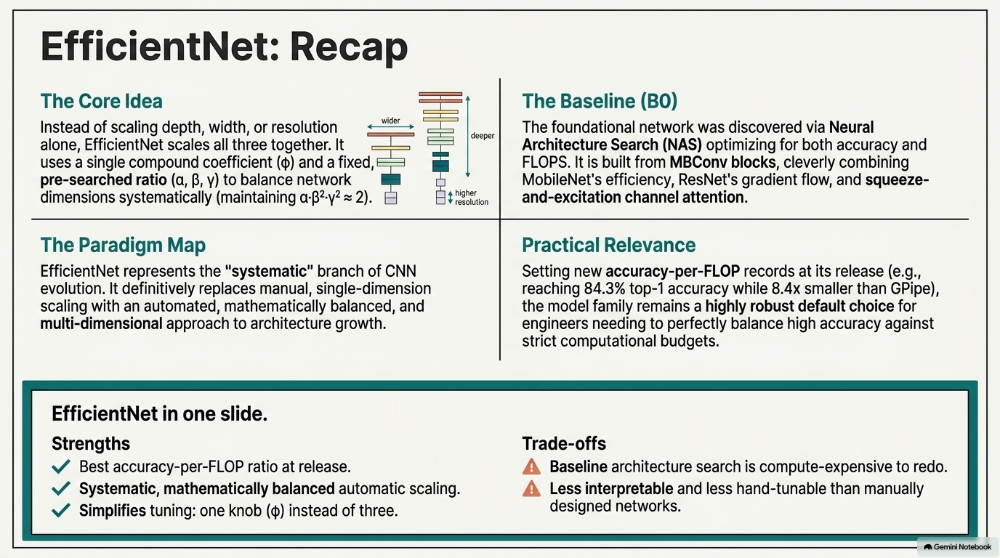 EfficientNet: Recap
The Core Idea
Instead of scaling depth, width, or resolution
alone, EfficientNet scales all three together. It
uses a single compound coefficient (ϕ) and a fixed,
pre-searched ratio (α, β, γ) to balance network
dimensions systematically (maintaining α·β²·γ² ≈ 2).
wider
deeper
higher
resolution
The Baseline (B0)
The foundational network was discovered via Neural
Architecture Search (NAS) optimizing for both accuracy and
FLOPS. It is built from MBConv blocks, cleverly combining
MobileNet's efficiency, ResNet's gradient flow, and squeeze-
and-excitation channel attention.
The Paradigm Map
EfficientNet represents the "systematic" branch of CNN
evolution. It definitively replaces manual, single-dimension
scaling with an automated, mathematically balanced, and
multi-dimensional approach to architecture growth.
Practical Relevance
Setting new accuracy-per-FLOP records at its release (e.g.,
reaching 84.3% top-1 accuracy while 8.4x smaller than GPipe),
the model family remains a highly robust default choice for
engineers needing to perfectly balance high accuracy against
strict computational budgets.
EfficientNet in one slide.
Strengths
Best accuracy-per-FLOP ratio at release.
Systematic, mathematically balanced automatic scaling.
Simplifies tuning: one knob (ϕ) instead of three.
Trade-offs
Baseline architecture search is compute-expensive to redo.
Less interpretable and less hand-tunable than manually
designed networks.
Gemini Notebook